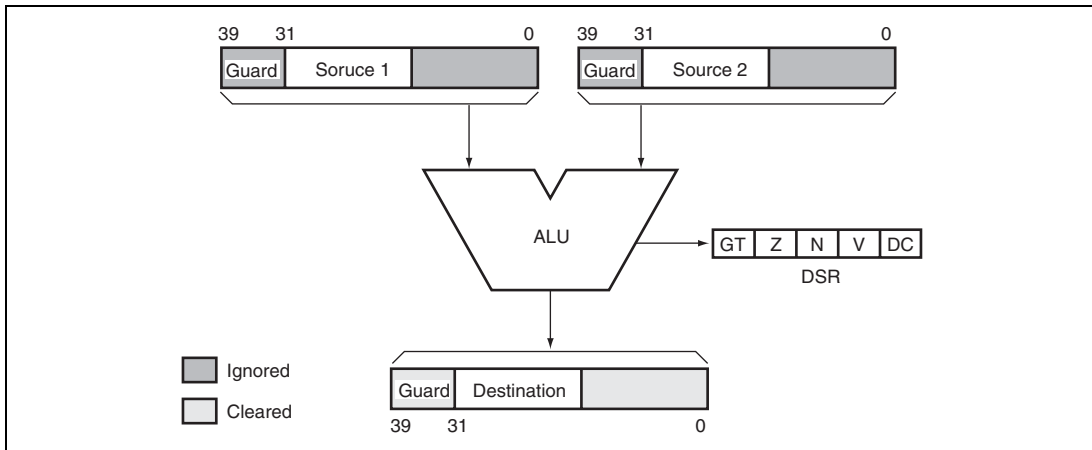 39 31 0 39 31 0
Guard Soruce 1 Guard Source 2
ALU
GT Z N V DC
DSR
Ignored
Guard Destination
Cleared
39 31 0